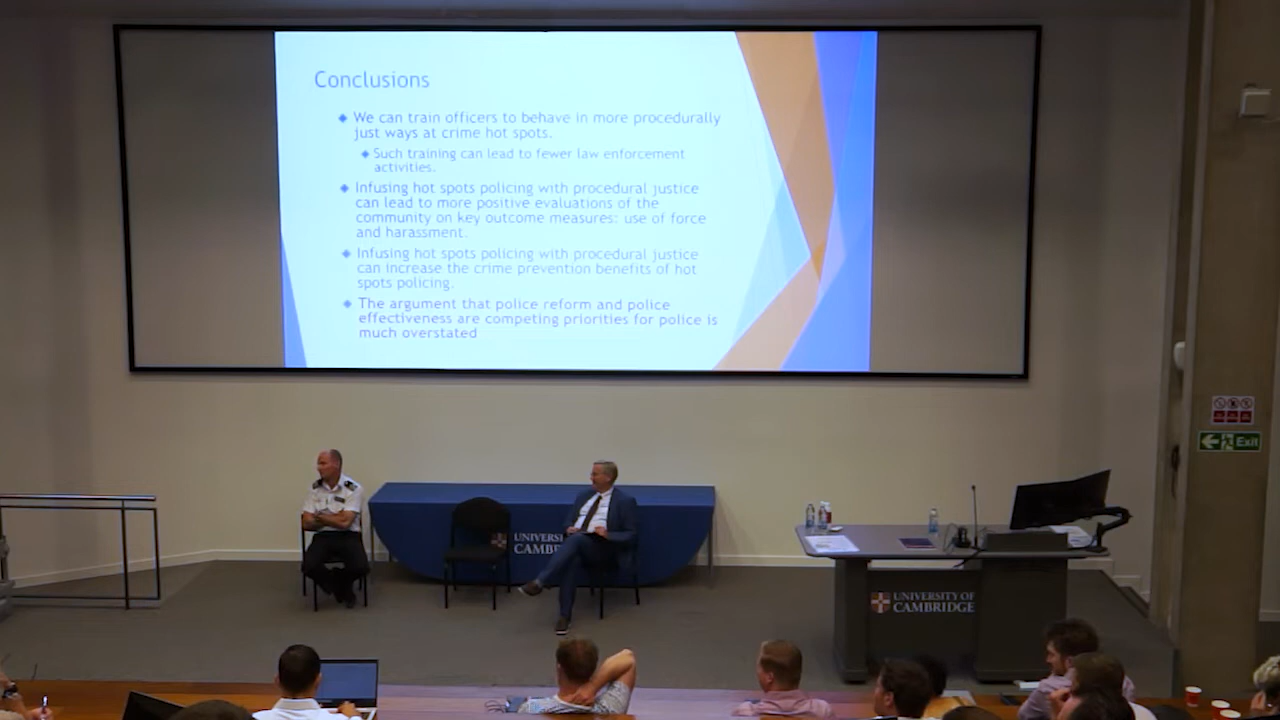 Conclusions
We can train officers to behave in more procedurally
just ways at crime hot spots.
Such training can lead to fewer law enforcement
activities.
Infusing hot spots policing with procedural justice
can lead to more positive evaluations of the
community on key outcome measures: use of force
and harassment.
Infusing hot spots policing with procedural justice
can increase the crime prevention benefits of hot
spots policing.
The argument that police reform and police
effectiveness are competing priorities for police is
much overstated
Exit
UNIVERSI
CAMB
UNIVERSITY OF
CAMBRIDGE